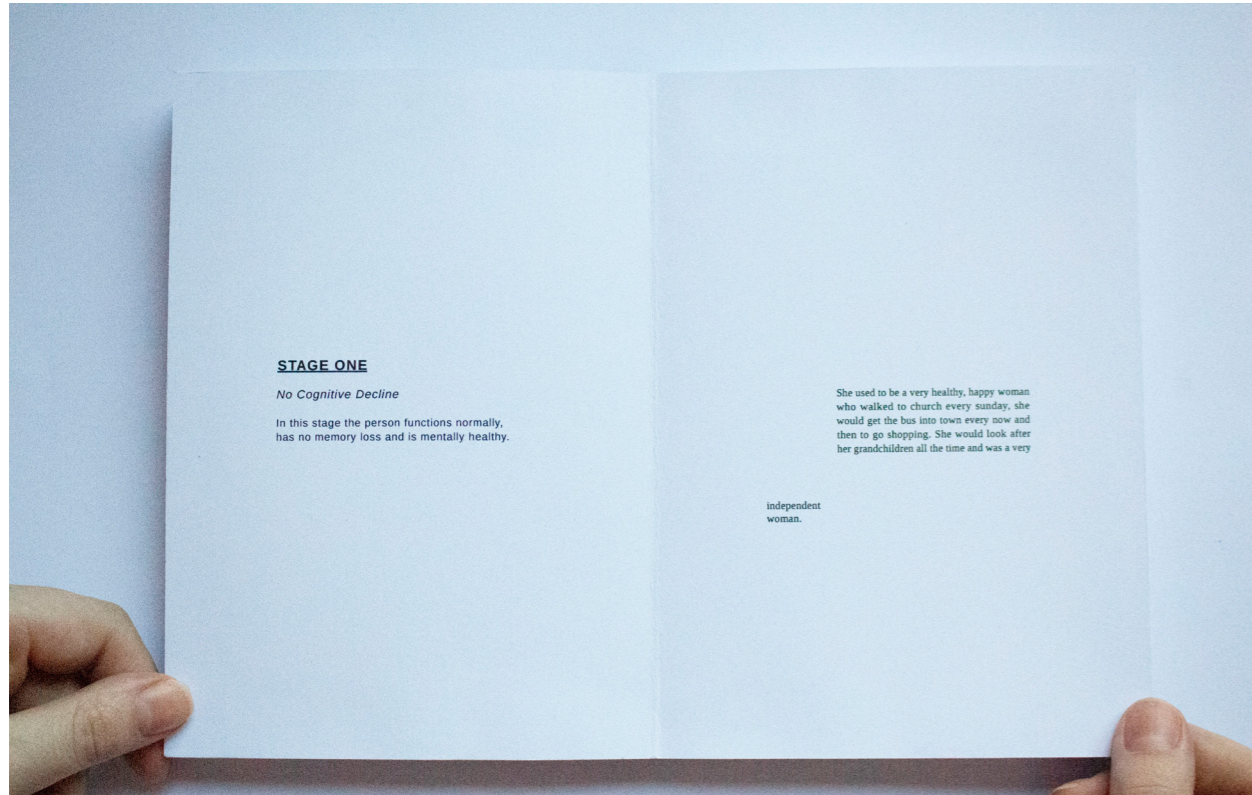 STAGE ONE
No Cognitive Decline
In this stage the person functions normally,
has no memory loss and is mentally healthy.
She used to be a very healthy, happy woman
who walked to church every sunday, she
would get the bus into town every now and
then to go shopping. She would look after
her grandchildren all the time and was a very
independent
woman.